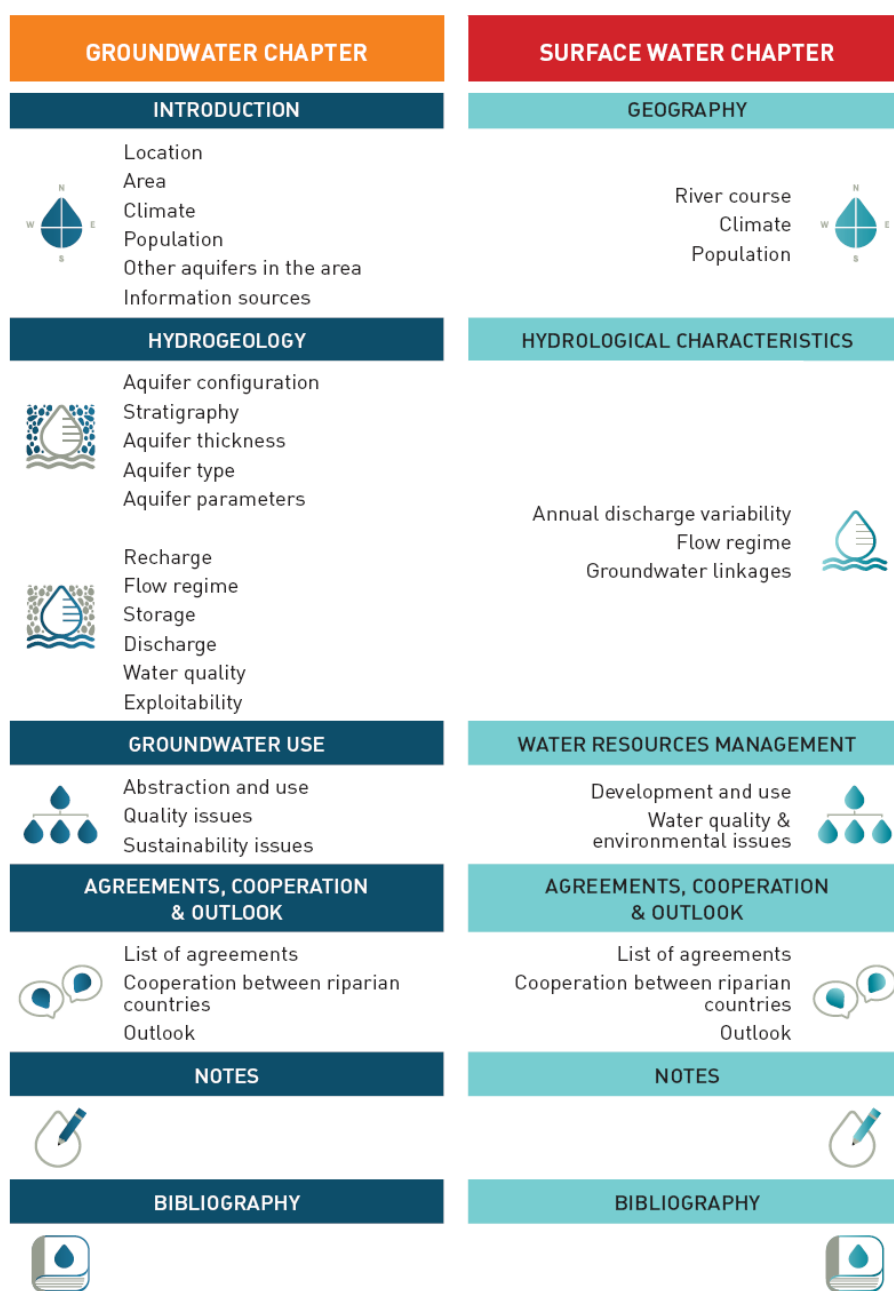 GROUNDWATER CHAPTER
INTRODUCTION
N
W E
S
Location
Area
Climate
Population
Other aquifers in the area
Information sources
HYDROGEOLOGY
Aquifer configuration
Stratigraphy
Aquifer thickness
Aquifer type
Aquifer parameters
Recharge
Flow regime
Storage
Discharge
Water quality
Exploitability
GROUNDWATER USE
Abstraction and use
Quality issues
Sustainability issues
AGREEMENTS, COOPERATION
& OUTLOOK
List of agreements
Cooperation between riparian
countries
Outlook
NOTES
BIBLIOGRAPHY
SURFACE WATER CHAPTER
GEOGRAPHY
River course
Climate
Population
N
W E
S
HYDROLOGICAL CHARACTERISTICS
Annual discharge variability
Flow regime
Groundwater linkages
WATER RESOURCES MANAGEMENT
Development and use
Water quality &
environmental issues
AGREEMENTS, COOPERATION
& OUTLOOK
List of agreements
Cooperation between riparian
countries
Outlook
NOTES
BIBLIOGRAPHY